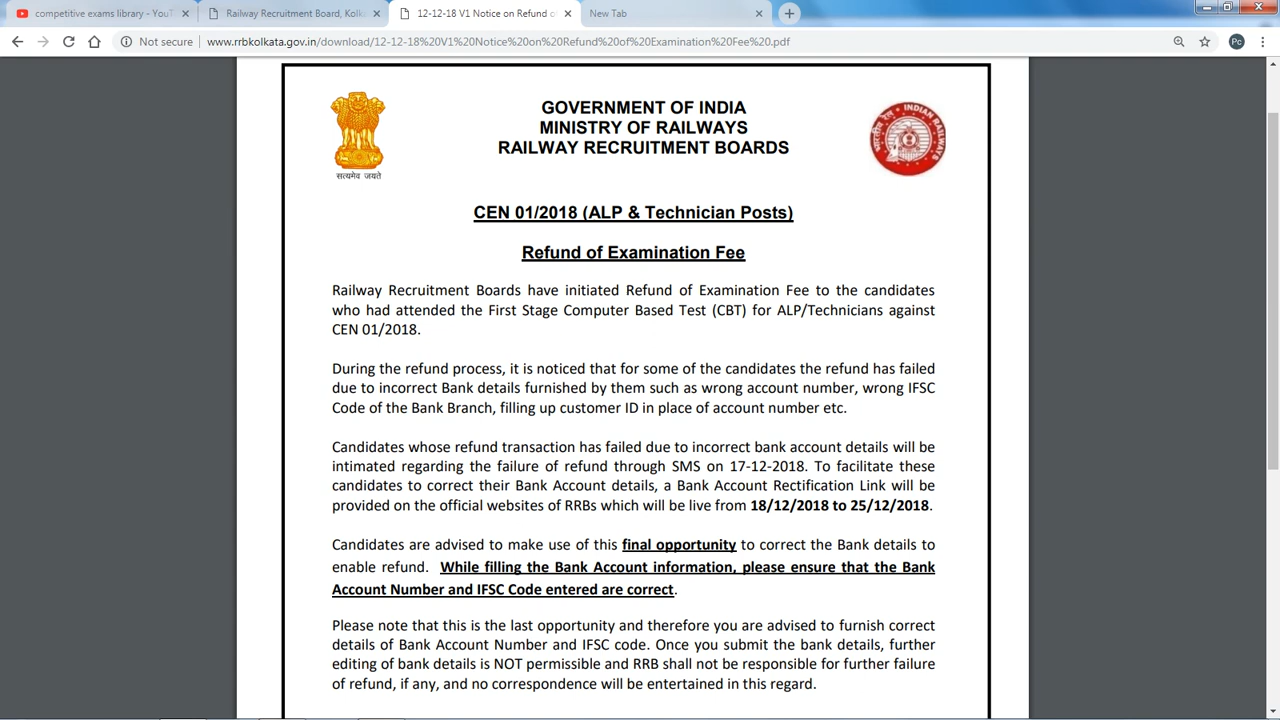 competitive exams library - YouT
Railway Recruitment Board, Kolk
12-12-18 V1 Notice on Refund o
New Tab
Not secure
www.rrbkolkata.gov.in/download/12-12-18%20V1%20Notice%20on%20Refund%20of%20Examination%20Fee%20.pdf
Pc
GOVERNMENT OF INDIA
MINISTRY OF RAILWAYS
RAILWAY RECRUITMENT BOARDS
सत्यमेव जयते
INDIAN RAILWAYS
भारतीय रेल
CEN 01/2018 (ALP & Technician Posts)
Refund of Examination Fee
Railway Recruitment Boards have initiated Refund of Examination Fee to the candidates
who had attended the First Stage Computer Based Test (CBT) for ALP/Technicians against
CEN 01/2018.
During the refund process, it is noticed that for some of the candidates the refund has failed
due to incorrect Bank details furnished by them such as wrong account number, wrong IFSC
Code of the Bank Branch, filling up customer ID in place of account number etc.
Candidates whose refund transaction has failed due to incorrect bank account details will be
intimated regarding the failure of refund through SMS on 17-12-2018. To facilitate these
candidates to correct their Bank Account details, a Bank Account Rectification Link will be
provided on the official websites of RRBs which will be live from 18/12/2018 to 25/12/2018.
Candidates are advised to make use of this final opportunity to correct the Bank details to
enable refund. While filling the Bank Account information, please ensure that the Bank
Account Number and IFSC Code entered are correct.
Please note that this is the last opportunity and therefore you are advised to furnish correct
details of Bank Account Number and IFSC code. Once you submit the bank details, further
editing of bank details is NOT permissible and RRB shall not be responsible for further failure
of refund, if any, and no correspondence will be entertained in this regard.